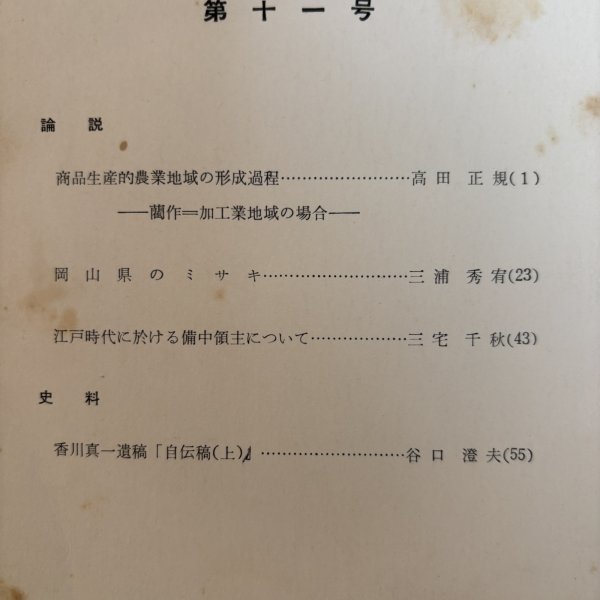 第十一号
論説
商品生産的農業地域の形成過程……………………高田正規(1)
――藺作＝加工業地域の場合――
岡山県のミサキ……………………三浦秀宥(23)
江戸時代に於ける備中領主について………………三宅千秋(43)
史料
香川真一遺稿「自伝稿(上)」……………………谷口澄夫(55)